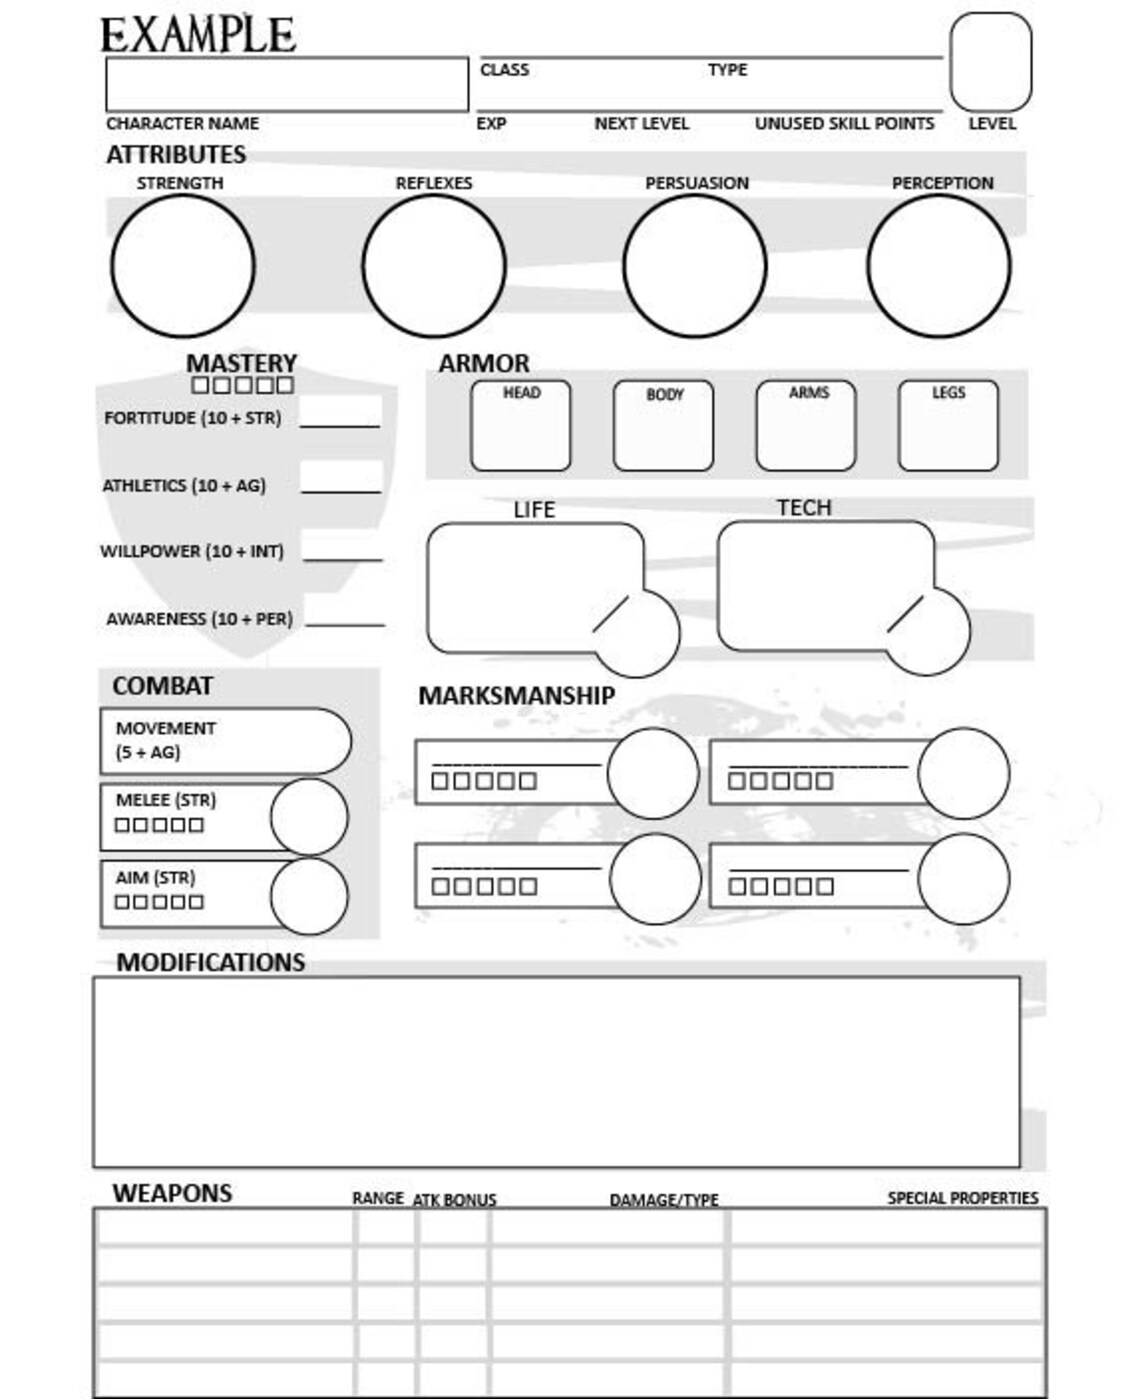 EXAMPLE
CLASS TYPE
CHARACTER NAME EXP NEXT LEVEL UNUSED SKILL POINTS LEVEL
ATTRIBUTES
STRENGTH REFLEXES PERSUASION PERCEPTION
MASTERY ARMOR
HEAD BODY ARMS LEGS
FORTITUDE (10 + STR)
ATHLETICS (10 + AG)
LIFE TECH
WILLPOWER (10 + INT)
AWARENESS (10 + PER)
COMBAT
MARKSMANSHIP
MOVEMENT
(5 + AG)
MELEE (STR)
AIM (STR)
MODIFICATIONS
WEAPONS RANGE ATK BONUS DAMAGE/TYPE SPECIAL PROPERTIES